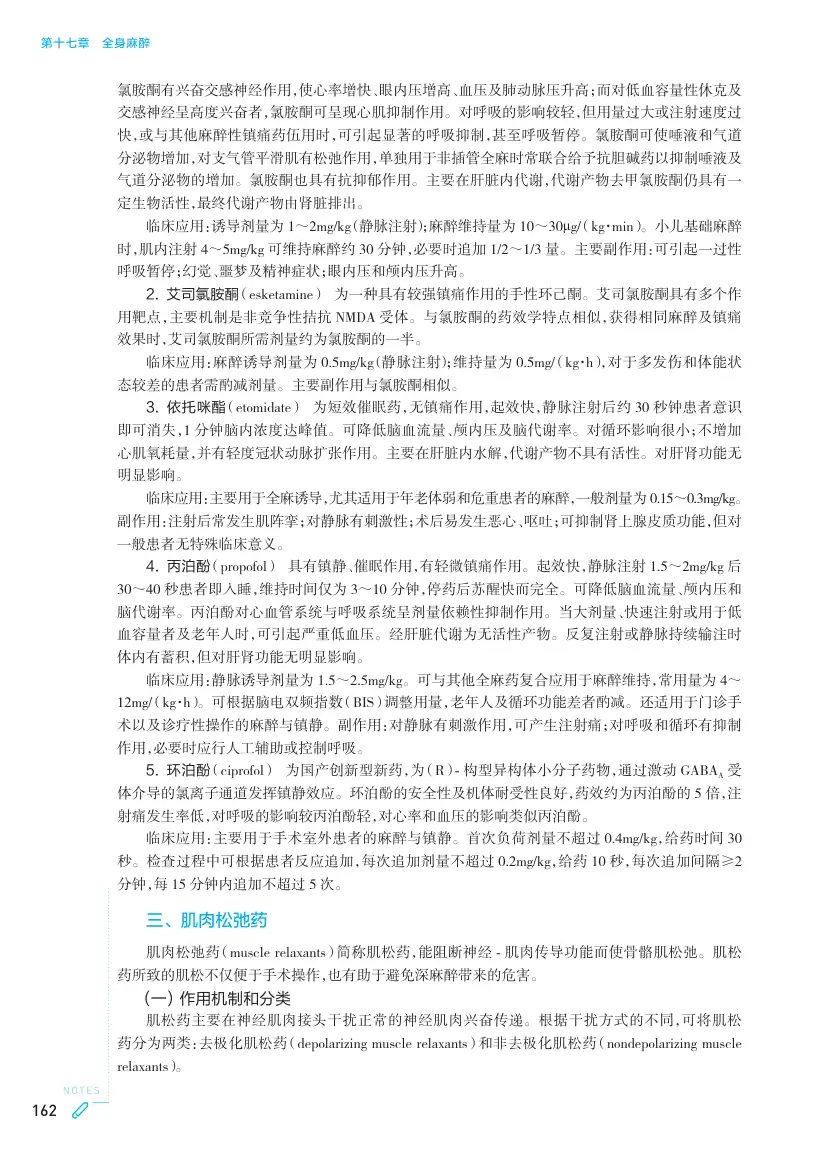 第十七章 全身麻醉
氯胺酮有兴奋交感神经作用,使心率增快、眼内压增高、血压及肺动脉压升高;而对低血容量性休克及
交感神经呈高度兴奋者,氯胺酮可呈现心肌抑制作用。对呼吸的影响较轻,但用量过大或注射速度过
快,或与其他麻醉性镇痛药伍用时,可引起显著的呼吸抑制,甚至呼吸暂停。氯胺酮可使唾液和气道
分泌物增加,对支气管平滑肌有松弛作用,单独用于非插管全麻时常联合给予抗胆碱药以抑制唾液及
气道分泌物的增加。氯胺酮也具有抗抑郁作用。主要在肝脏内代谢,代谢产物去甲氯胺酮仍具有一
定生物活性,最终代谢产物由肾脏排出。
临床应用:诱导剂量为 1～2mg/kg(静脉注射);麻醉维持量为 10～30μg/(kg·min)。小儿基础麻醉
时,肌内注射 4～5mg/kg 可维持麻醉约 30 分钟,必要时追加 1/2～1/3 量。主要副作用:可引起一过性
呼吸暂停;幻觉、噩梦及精神症状;眼内压和颅内压升高。
2. 艾司氯胺酮(esketamine) 为一种具有较强镇痛作用的手性环己酮。艾司氯胺酮具有多个作
用靶点,主要机制是非竞争性拮抗 NMDA 受体。与氯胺酮的药效学特点相似,获得相同麻醉及镇痛
效果时,艾司氯胺酮所需剂量约为氯胺酮的一半。
临床应用:麻醉诱导剂量为 0.5mg/kg(静脉注射);维持量为 0.5mg/(kg·h),对于多发伤和体能状
态较差的患者需酌减剂量。主要副作用与氯胺酮相似。
3. 依托咪酯(etomidate) 为短效催眠药,无镇痛作用,起效快,静脉注射后约 30 秒钟患者意识
即可消失,1 分钟脑内浓度达峰值。可降低脑血流量、颅内压及脑代谢率。对循环影响很小;不增加
心肌氧耗量,并有轻度冠状动脉扩张作用。主要在肝脏内水解,代谢产物不具有活性。对肝肾功能无
明显影响。
临床应用:主要用于全麻诱导,尤其适用于年老体弱和危重患者的麻醉,一般剂量为 0.15～0.3mg/kg。
副作用:注射后常发生肌阵挛;对静脉有刺激性;术后易发生恶心、呕吐;可抑制肾上腺皮质功能,但对
一般患者无特殊临床意义。
4. 丙泊酚(propofol) 具有镇静、催眠作用,有轻微镇痛作用。起效快,静脉注射 1.5～2mg/kg 后
30～40 秒患者即入睡,维持时间仅为 3～10 分钟,停药后苏醒快而完全。可降低脑血流量、颅内压和
脑代谢率。丙泊酚对心血管系统与呼吸系统呈剂量依赖性抑制作用。当大剂量、快速注射或用于低
血容量者及老年人时,可引起严重低血压。经肝脏代谢为无活性产物。反复注射或静脉持续输注时
体内有蓄积,但对肝肾功能无明显影响。
临床应用:静脉诱导剂量为 1.5～2.5mg/kg。可与其他全麻药复合应用于麻醉维持,常用量为 4～
12mg/(kg·h)。可根据脑电双频指数(BIS)调整用量,老年人及循环功能差者酌减。还适用于门诊手
术以及诊疗性操作的麻醉与镇静。副作用:对静脉有刺激作用,可产生注射痛;对呼吸和循环有抑制
作用,必要时应行人工辅助或控制呼吸。
5. 环泊酚(ciprofol) 为国产创新型新药,为(R)- 构型异构体小分子药物,通过激动 GABA_A 受
体介导的氯离子通道发挥镇静效应。环泊酚的安全性及机体耐受性良好,药效约为丙泊酚的 5 倍,注
射痛发生率低,对呼吸的影响较丙泊酚轻,对心率和血压的影响类似丙泊酚。
临床应用:主要用于手术室外患者的麻醉与镇静。首次负荷剂量不超过 0.4mg/kg,给药时间 30
秒。检查过程中可根据患者反应追加,每次追加剂量不超过 0.2mg/kg,给药 10 秒,每次追加间隔≥2
分钟,每 15 分钟内追加不超过 5 次。
三、肌肉松弛药
肌肉松弛药(muscle relaxants)简称肌松药,能阻断神经 - 肌肉传导功能而使骨骼肌松弛。肌松
药所致的肌松不仅便于手术操作,也有助于避免深麻醉带来的危害。
(一)作用机制和分类
肌松药主要在神经肌肉接头干扰正常的神经肌肉兴奋传递。根据干扰方式的不同,可将肌松
药分为两类:去极化肌松药(depolarizing muscle relaxants)和非去极化肌松药(nondepolarizing muscle
relaxants)。
NOTES
162